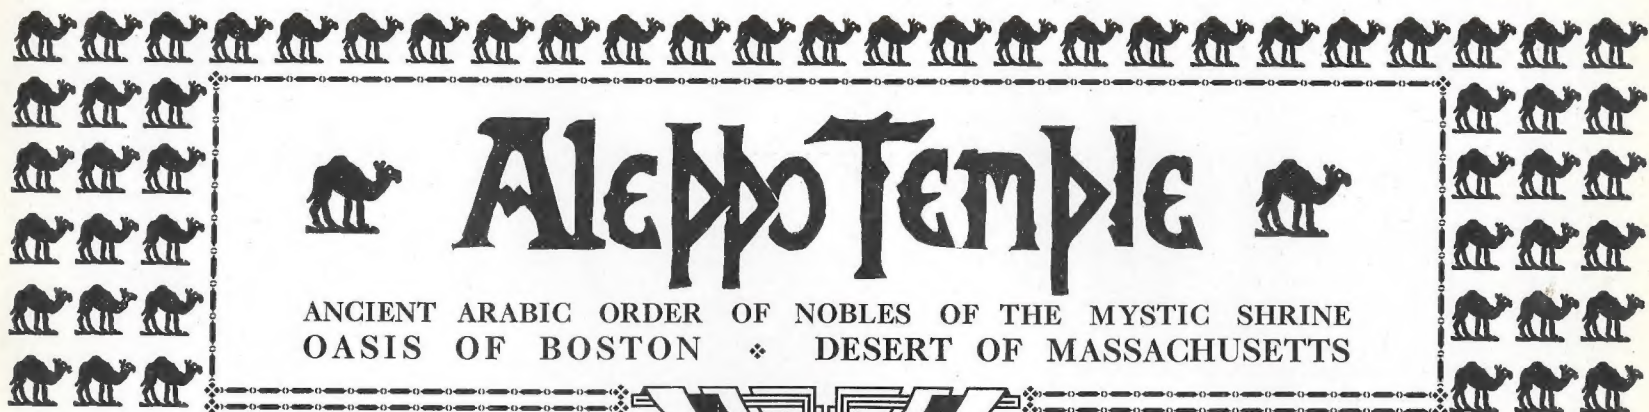 Aleppo Temple
ANCIENT ARABIC ORDER OF NOBLES OF THE MYSTIC SHRINE
OASIS OF BOSTON ❖ DESERT OF MASSACHUSETTS